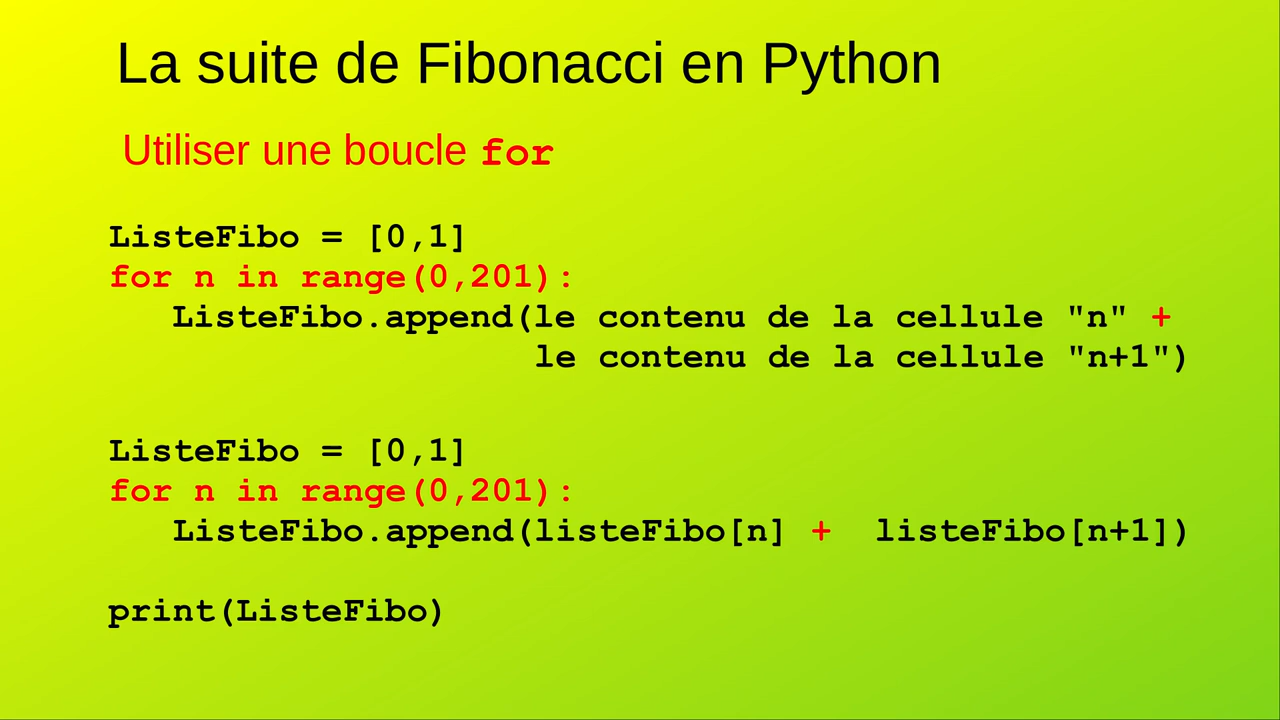 La suite de Fibonacci en Python
Utiliser une boucle for
ListeFibo = [0,1]
for n in range(0,201):
   ListeFibo.append(le contenu de la cellule "n" +
                    le contenu de la cellule "n+1")
ListeFibo = [0,1]
for n in range(0,201):
   ListeFibo.append(listeFibo[n] +  listeFibo[n+1])
print(ListeFibo)